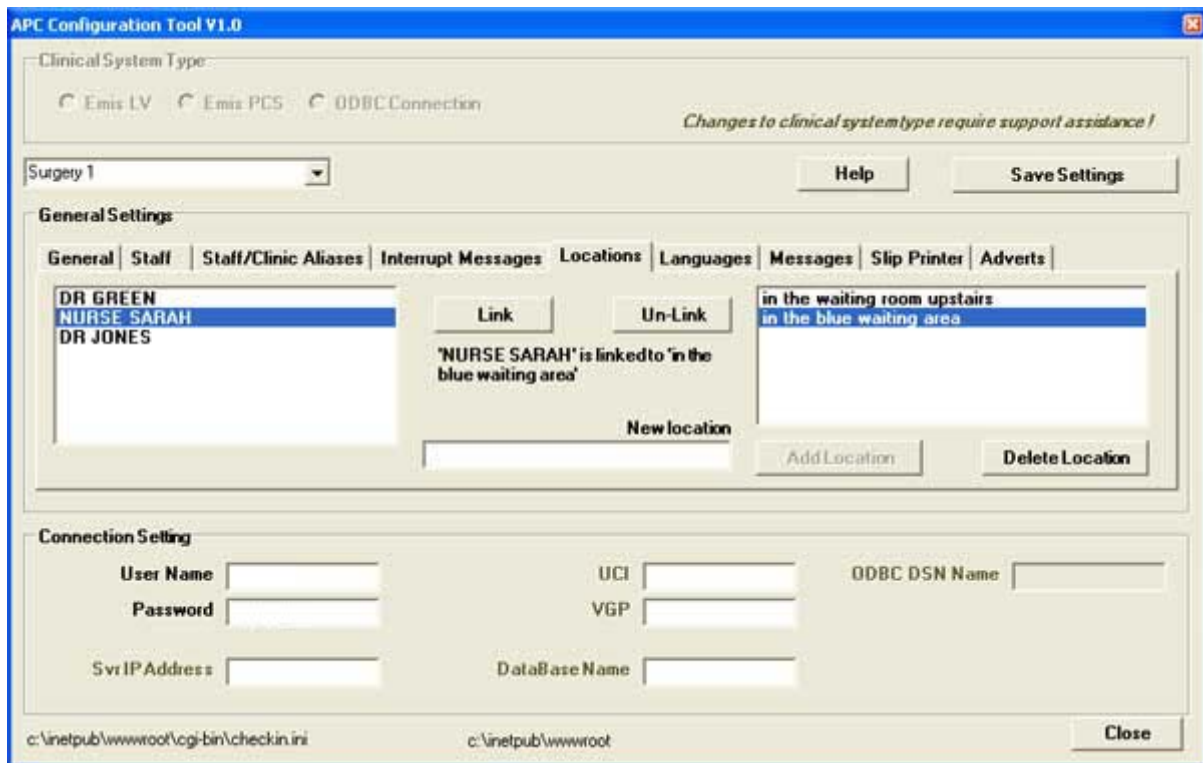 APC Configuration Tool V1.0
Clinical System Type
Emis LV Emis PCS ODBC Connection
Changes to clinical system type require support assistance!
Surgery 1
Help Save Settings
General Settings
General Staff Staff/Clinic Aliases Interrupt Messages Locations Languages Messages Slip Printer Adverts
DR GREEN
NURSE SARAH
DR JONES
Link Un-Link
'NURSE SARAH' is linked to 'in the
blue waiting area'
in the waiting room upstairs
in the blue waiting area
New location
Add Location Delete Location
Connection Setting
User Name UCI ODBC DSN Name
Password VGP
Svr IP Address DataBase Name
c:\inetpub\wwwroot\cgi-bin\checkin.ini c:\inetpub\wwwroot
Close